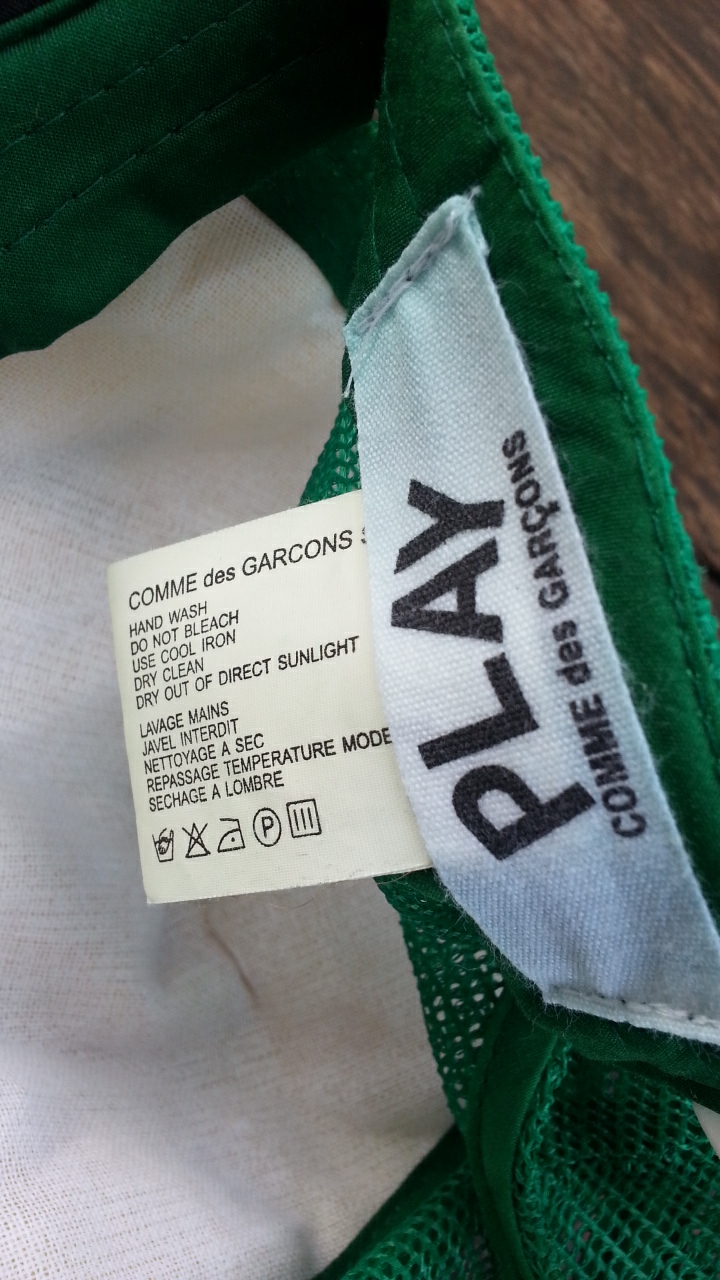 COMME des GARCONS
HAND WASH
DO NOT BLEACH
USE COOL IRON
DRY CLEAN
DRY OUT OF DIRECT SUNLIGHT
LAVAGE MAINS
JAVEL INTERDIT
NETTOYAGE A SEC
REPASSAGE TEMPERATURE MODE
SECHAGE A LOMBRE
P
PLAY
COMME des GARÇONS